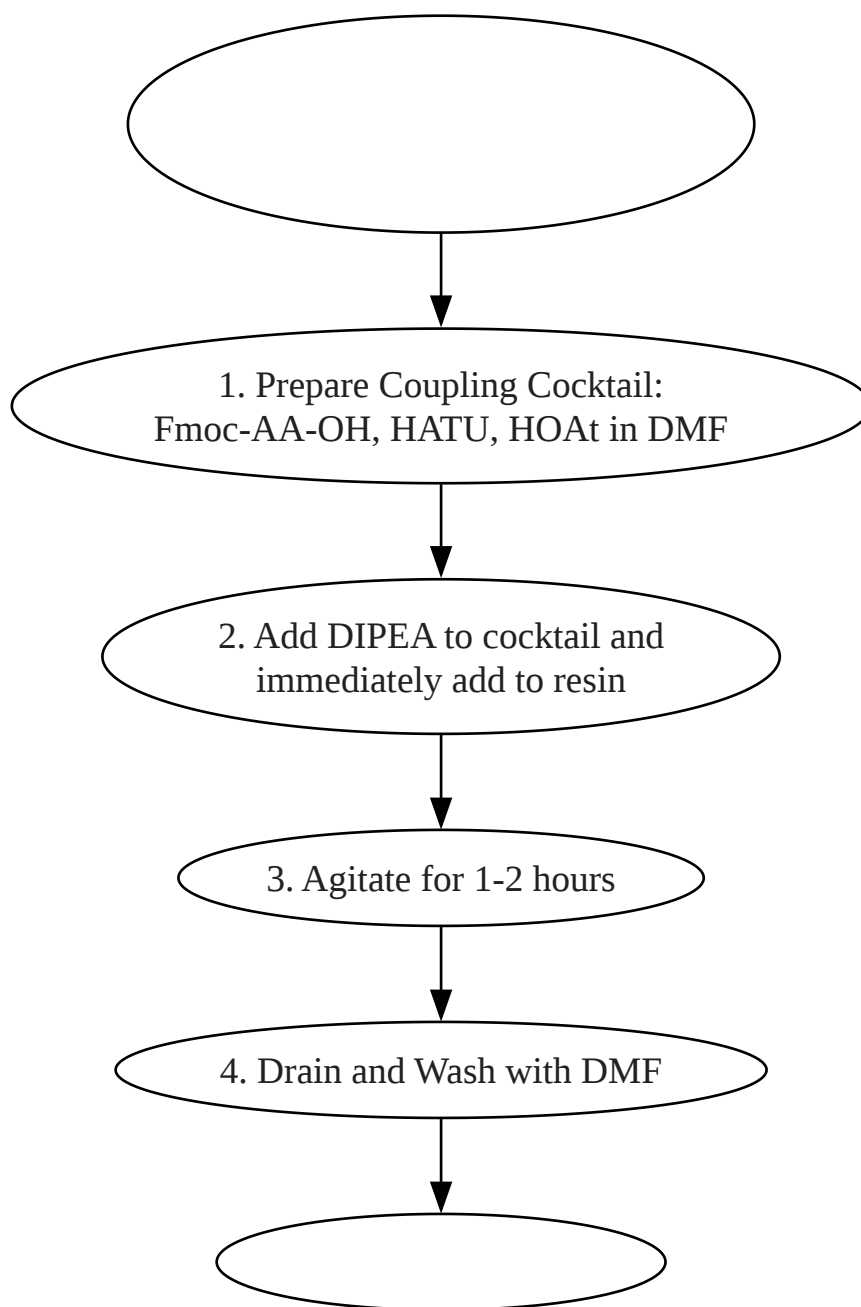 1. Prepare Coupling Cocktail:
Fmoc-AA-OH, HATU, HOAt in DMF
2. Add DIPEA to cocktail and
immediately add to resin
3. Agitate for 1-2 hours
4. Drain and Wash with DMF